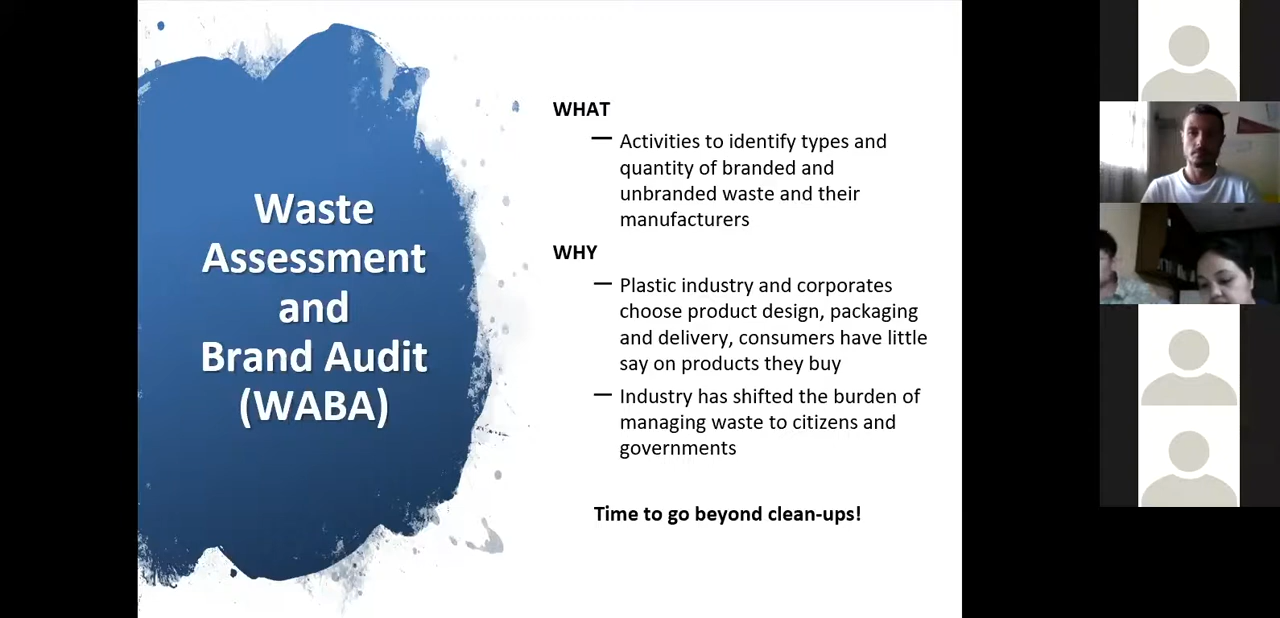 Waste
Assessment
and
Brand Audit
(WABA)
WHAT
— Activities to identify types and
quantity of branded and
unbranded waste and their
manufacturers
WHY
— Plastic industry and corporates
choose product design, packaging
and delivery, consumers have little
say on products they buy
— Industry has shifted the burden of
managing waste to citizens and
governments
Time to go beyond clean-ups!